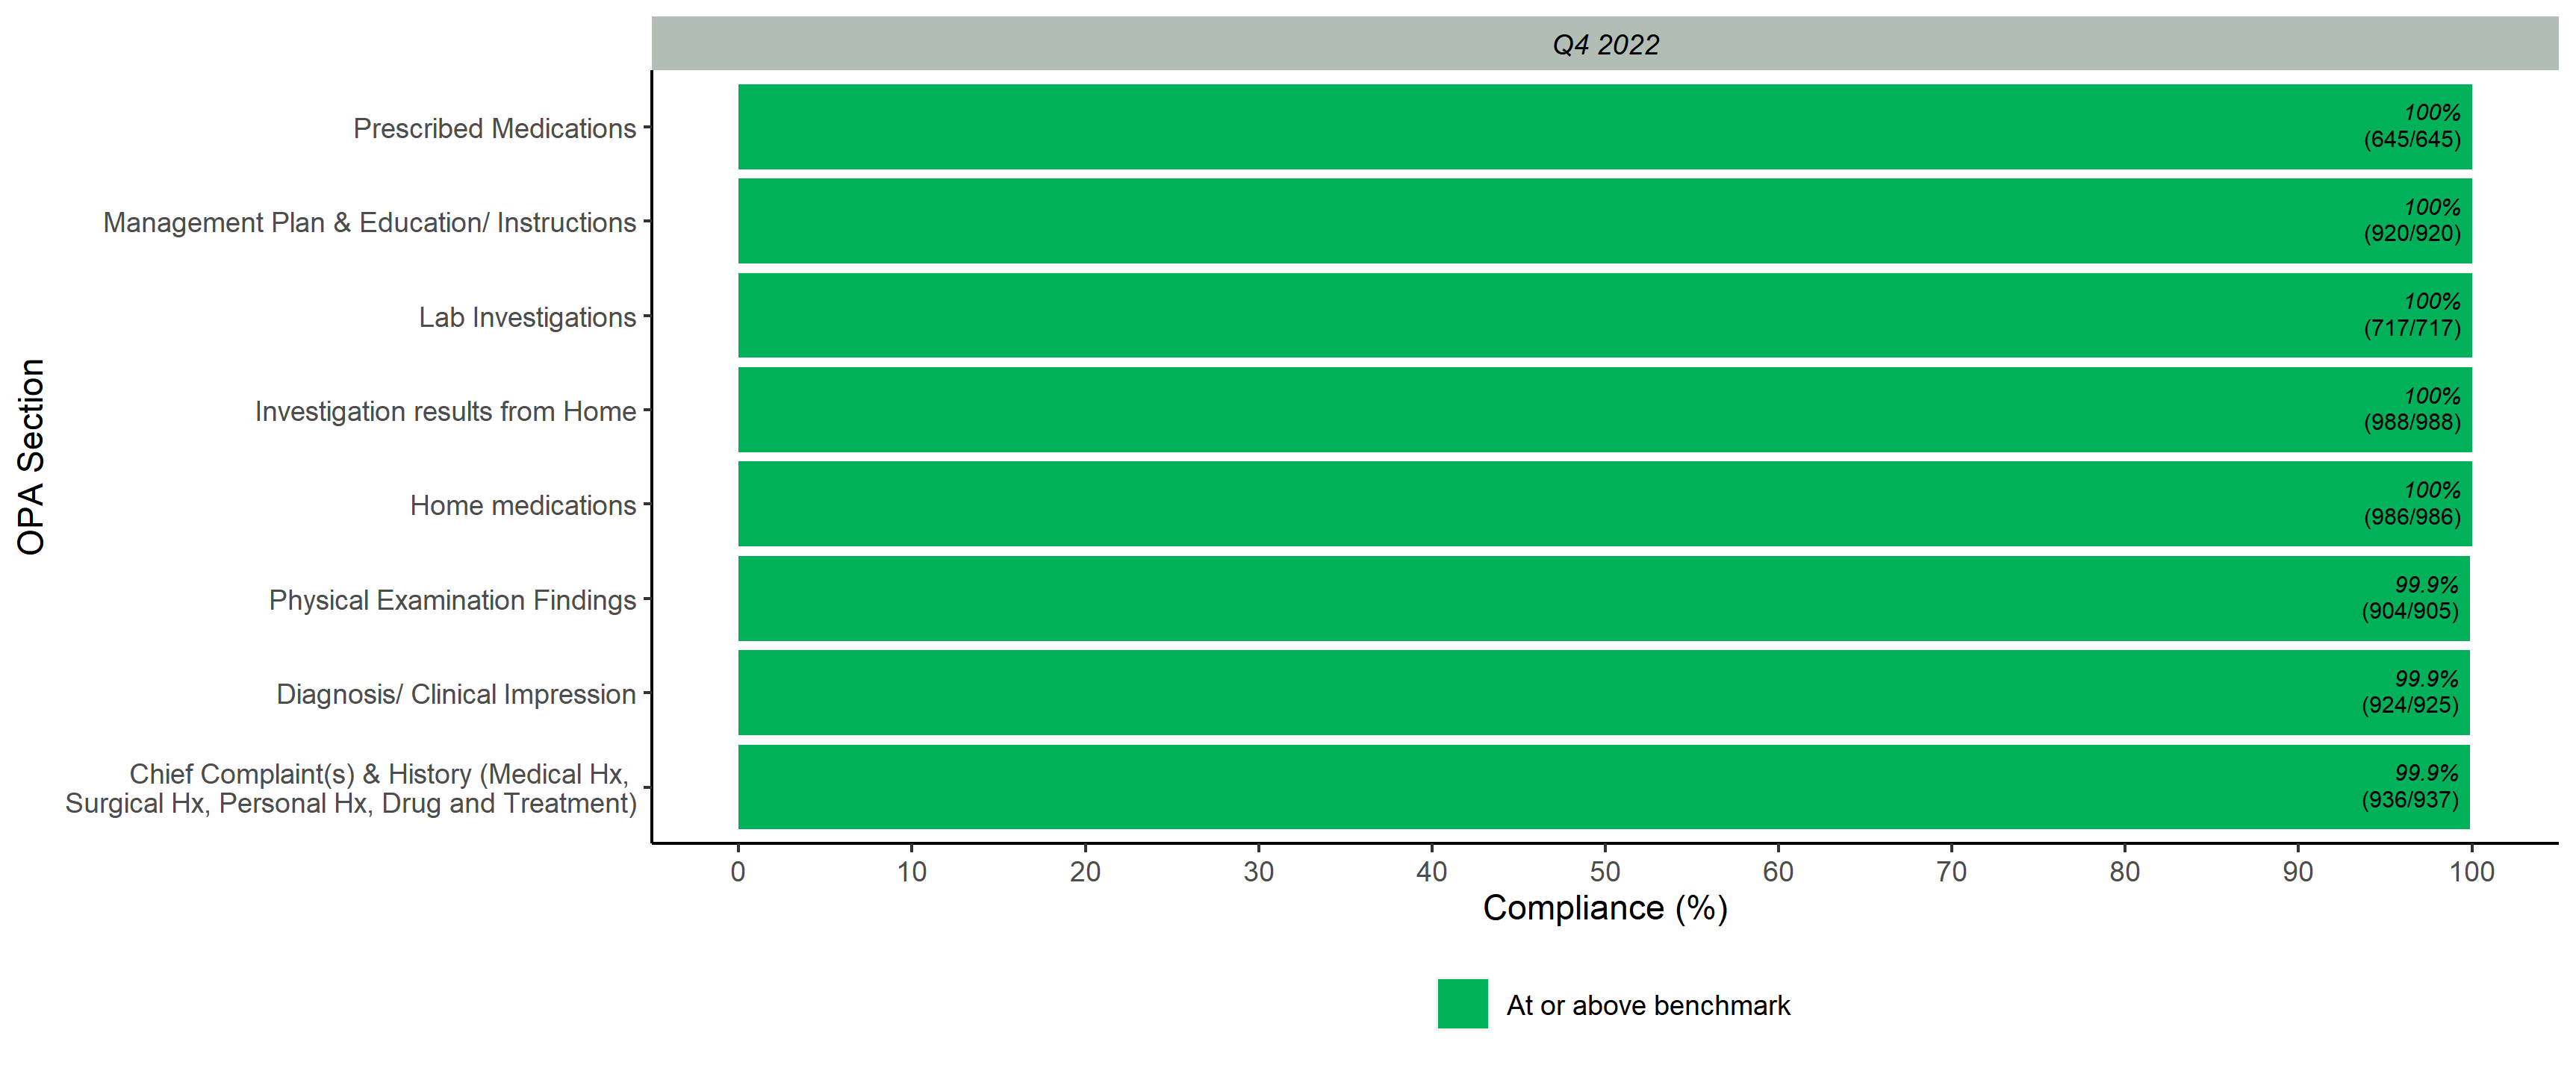 Q4 2022
OPA Section
Prescribed Medications
100%
(645/645)
Management Plan & Education/ Instructions
100%
(920/920)
Lab Investigations
100%
(717/717)
Investigation results from Home
100%
(988/988)
Home medications
100%
(986/986)
Physical Examination Findings
99.9%
(904/905)
Diagnosis/ Clinical Impression
99.9%
(924/925)
Chief Complaint(s) & History (Medical Hx,
Surgical Hx, Personal Hx, Drug and Treatment)
99.9%
(936/937)
0 10 20 30 40 50 60 70 80 90 100
Compliance (%)
At or above benchmark